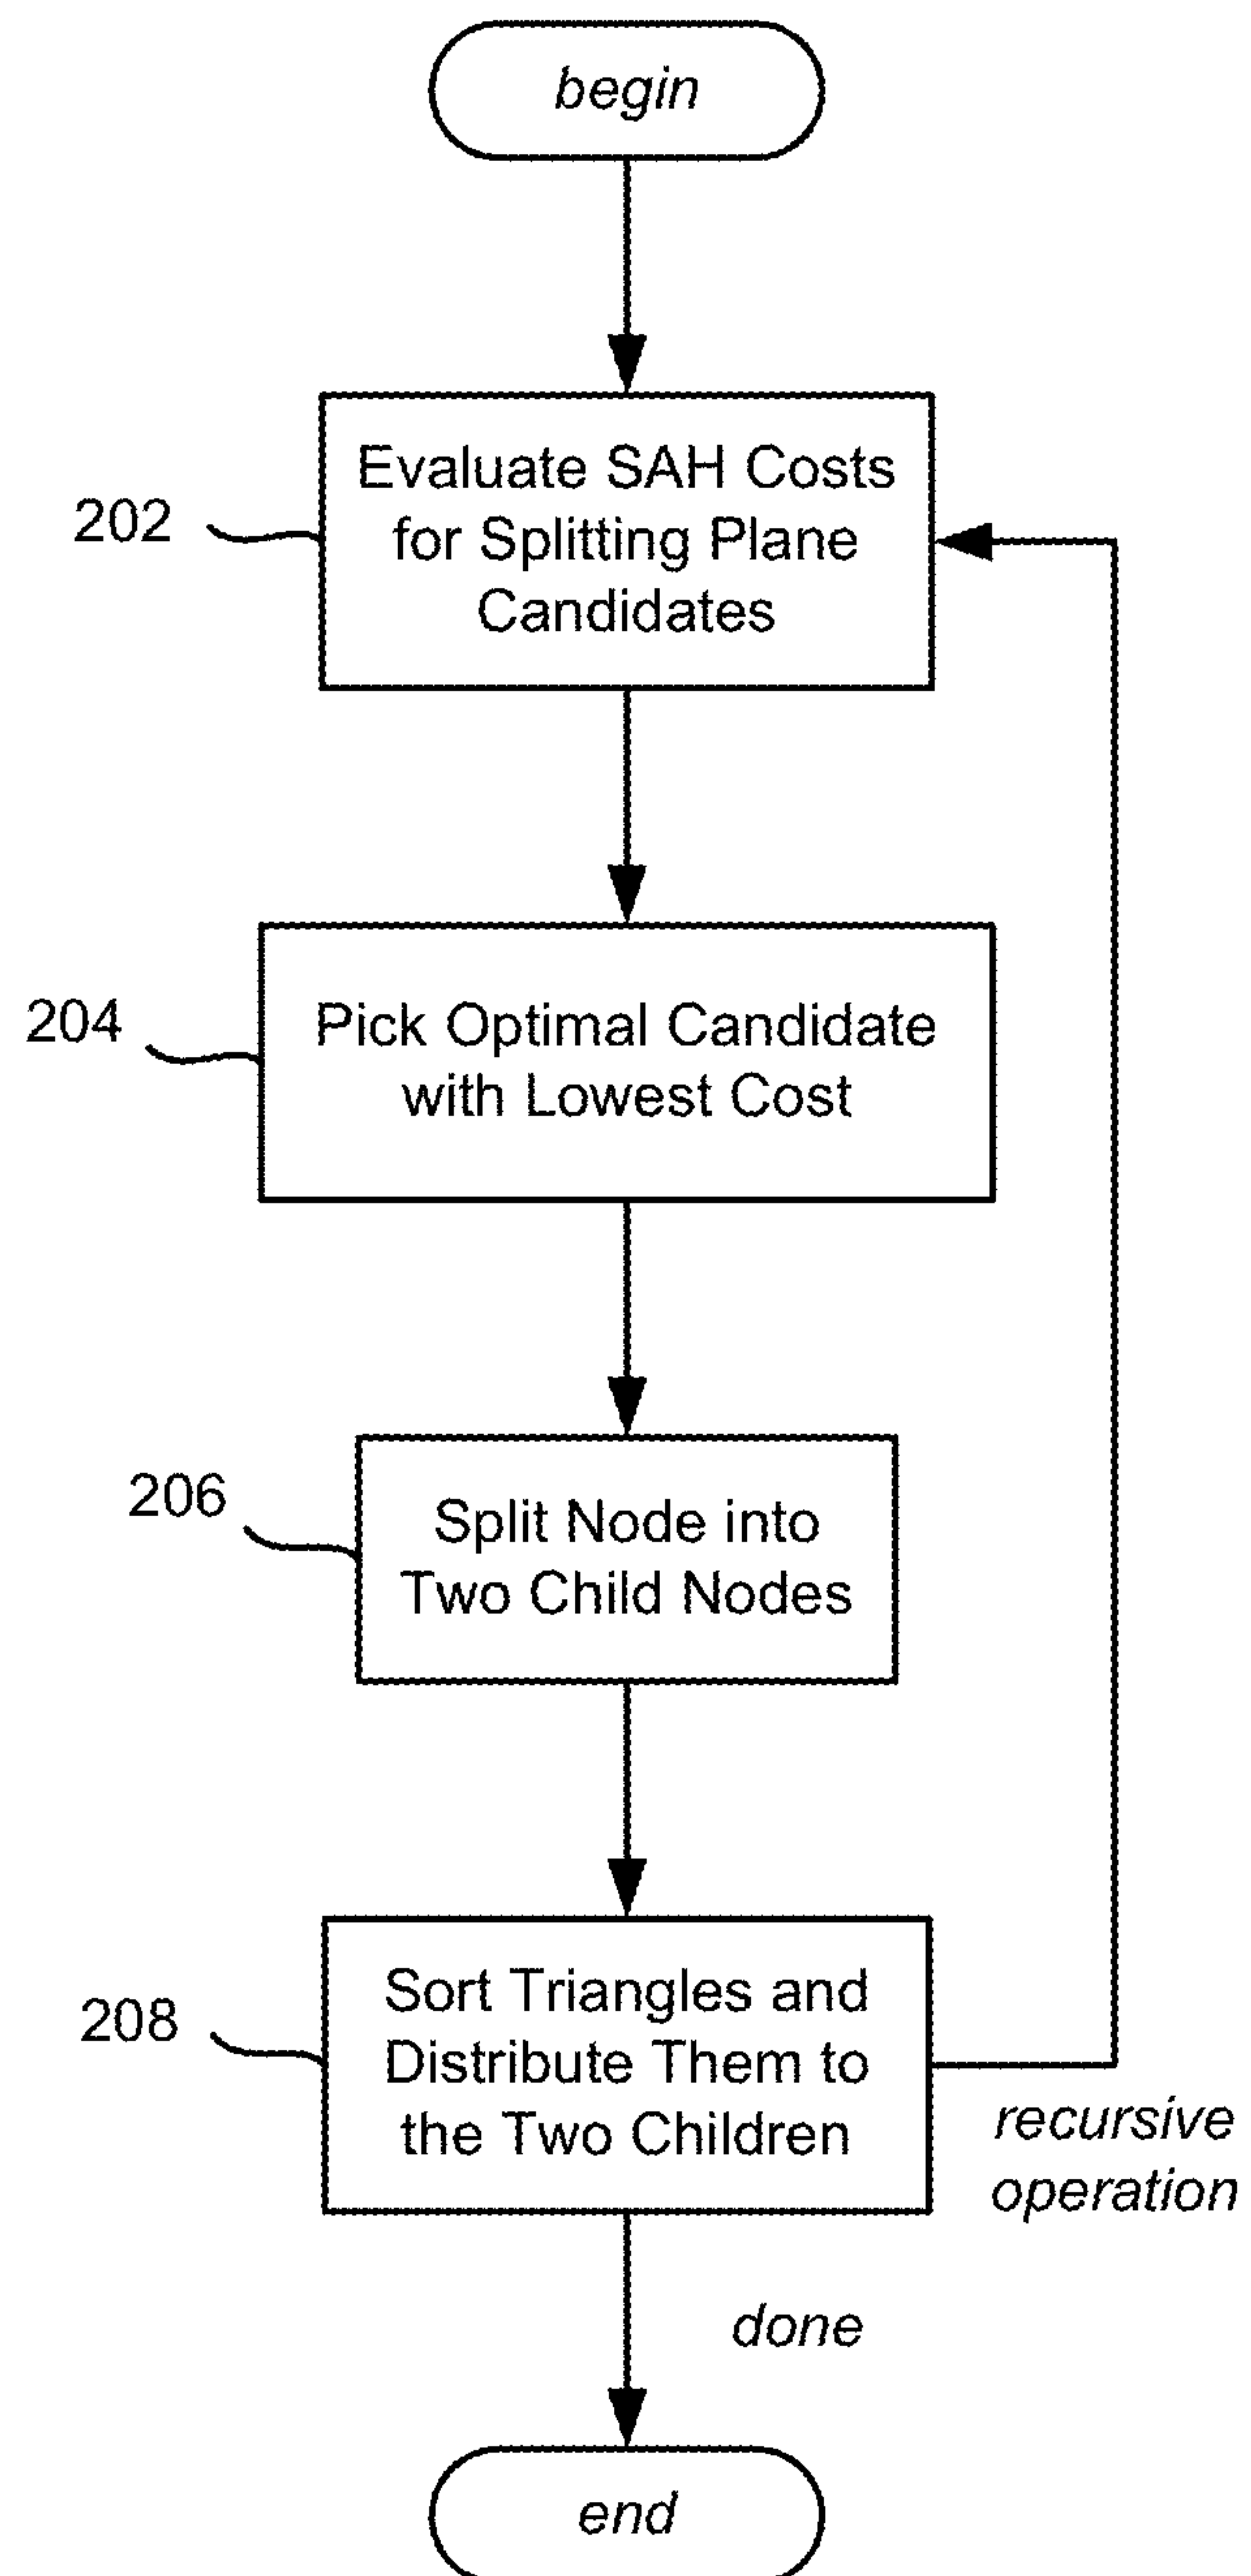 begin
Evaluate SAH Costs
for Splitting Plane
Candidates
202
Pick Optimal Candidate
with Lowest Cost
204
Split Node into
Two Child Nodes
206
Sort Triangles and
Distribute Them to
the Two Children
208
recursive
operation
done
end